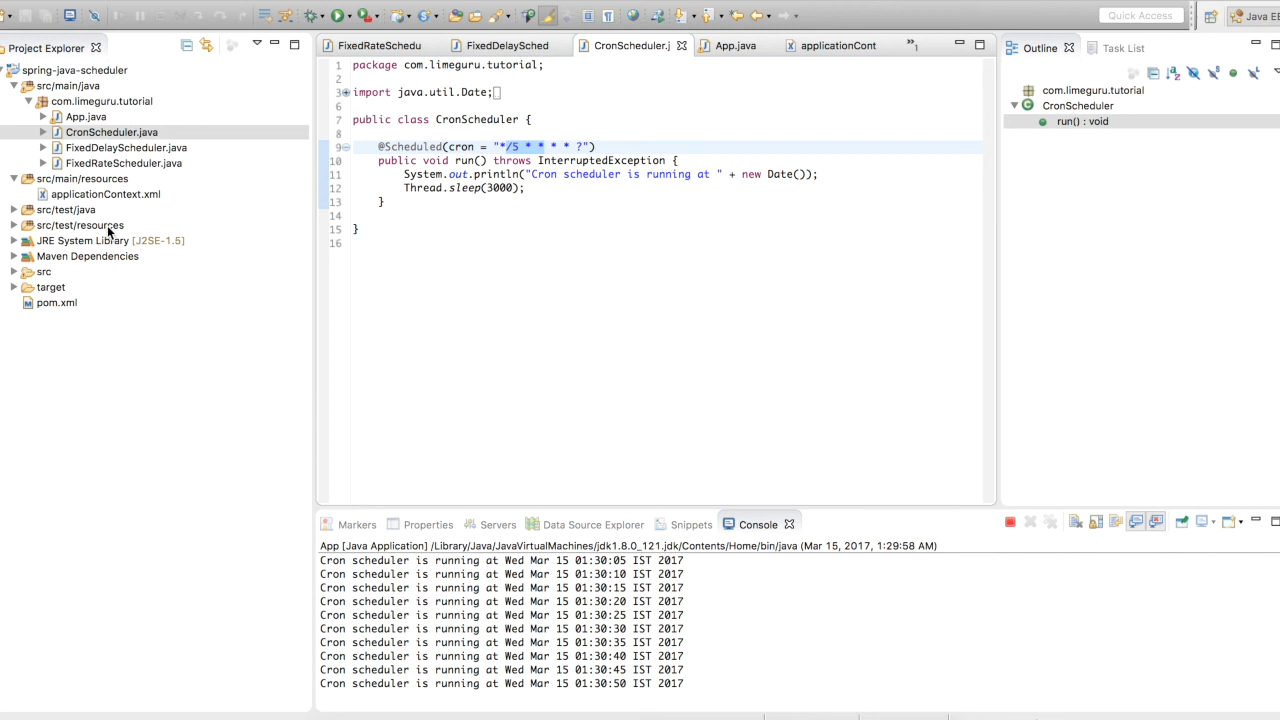 Quick Access
Java EE
Project Explorer
spring-java-scheduler
src/main/java
com.limeguru.tutorial
App.java
CronScheduler.java
FixedDelayScheduler.java
FixedRateScheduler.java
src/main/resources
applicationContext.xml
src/test/java
src/test/resources
JRE System Library [J2SE-1.5]
Maven Dependencies
src
target
pom.xml
FixedRateSchedu
FixedDelaySched
CronScheduler.j
App.java
applicationCont
»1
1 package com.limeguru.tutorial;
2
3 import java.util.Date;
6
7 public class CronScheduler {
8
9 @Scheduled(cron = "*/5 * * * * ?")
10 public void run() throws InterruptedException {
11 System.out.println("Cron scheduler is running at " + new Date());
12 Thread.sleep(3000);
13 }
14
15 }
16
Outline
Task List
com.limeguru.tutorial
CronScheduler
run() : void
Markers
Properties
Servers
Data Source Explorer
Snippets
Console
App [Java Application] /Library/Java/JavaVirtualMachines/jdk1.8.0_121.jdk/Contents/Home/bin/java (Mar 15, 2017, 1:29:58 AM)
Cron scheduler is running at Wed Mar 15 01:30:05 IST 2017
Cron scheduler is running at Wed Mar 15 01:30:10 IST 2017
Cron scheduler is running at Wed Mar 15 01:30:15 IST 2017
Cron scheduler is running at Wed Mar 15 01:30:20 IST 2017
Cron scheduler is running at Wed Mar 15 01:30:25 IST 2017
Cron scheduler is running at Wed Mar 15 01:30:30 IST 2017
Cron scheduler is running at Wed Mar 15 01:30:35 IST 2017
Cron scheduler is running at Wed Mar 15 01:30:40 IST 2017
Cron scheduler is running at Wed Mar 15 01:30:45 IST 2017
Cron scheduler is running at Wed Mar 15 01:30:50 IST 2017